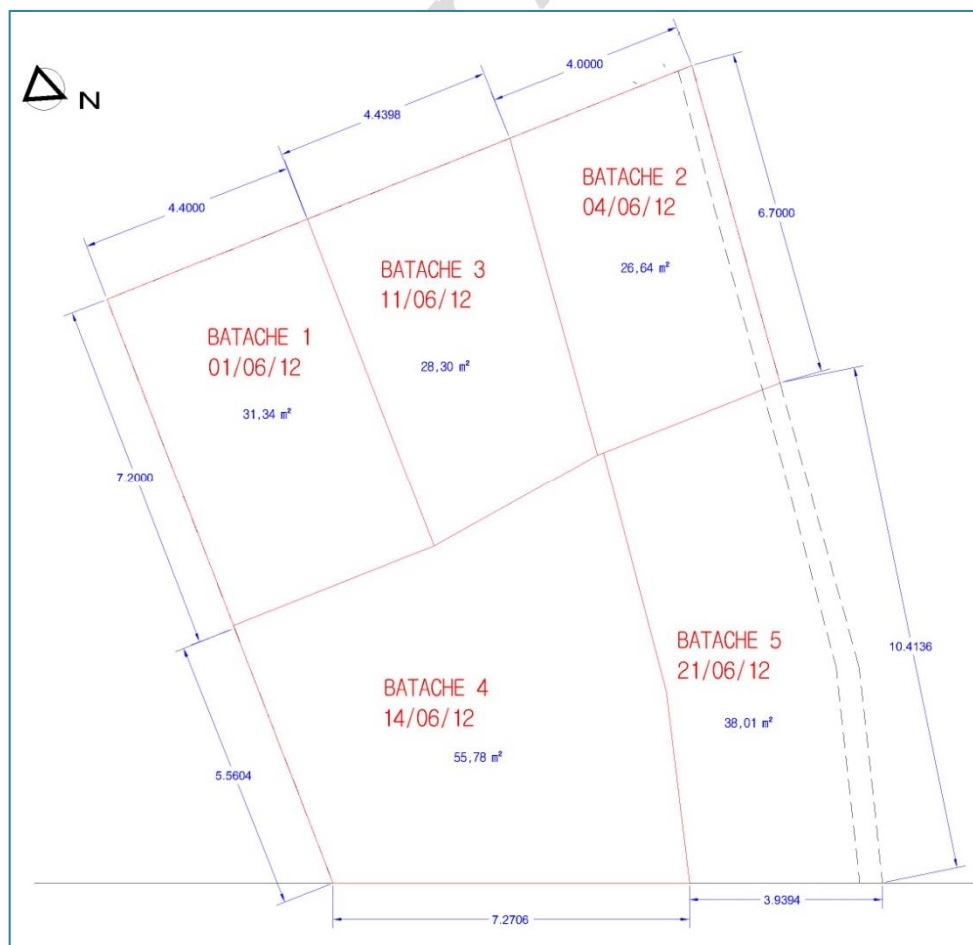 N
4.0000
4.4398
4.4000
BATACHE 2
04/06/12
26,64 m²
6.7000
BATACHE 3
11/06/12
28,30 m²
BATACHE 1
01/06/12
31,34 m²
7.2000
BATACHE 5
21/06/12
38,01 m²
10.4136
BATACHE 4
14/06/12
55,78 m²
5.5604
7.2706
3.9394